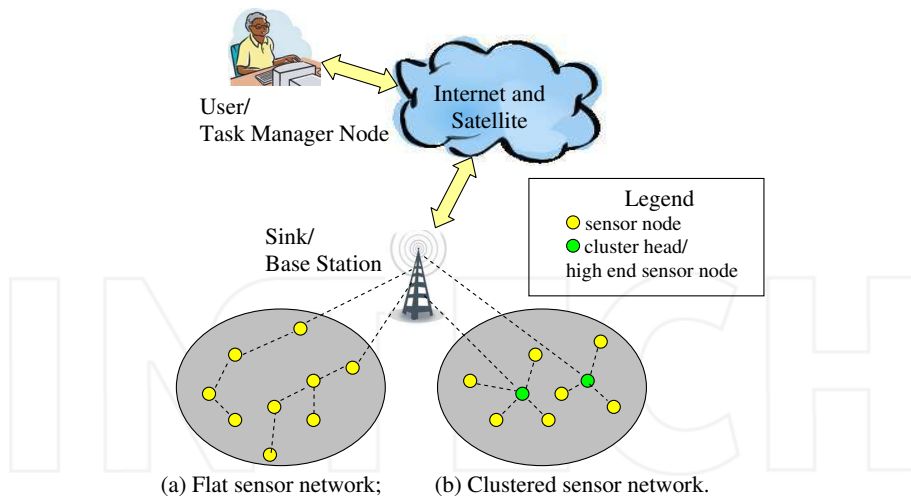 User/
Task Manager Node
Internet and
Satellite
Legend
sensor node
cluster head/
high end sensor node
Sink/
Base Station
INTECH
(a) Flat sensor network;
(b) Clustered sensor network.